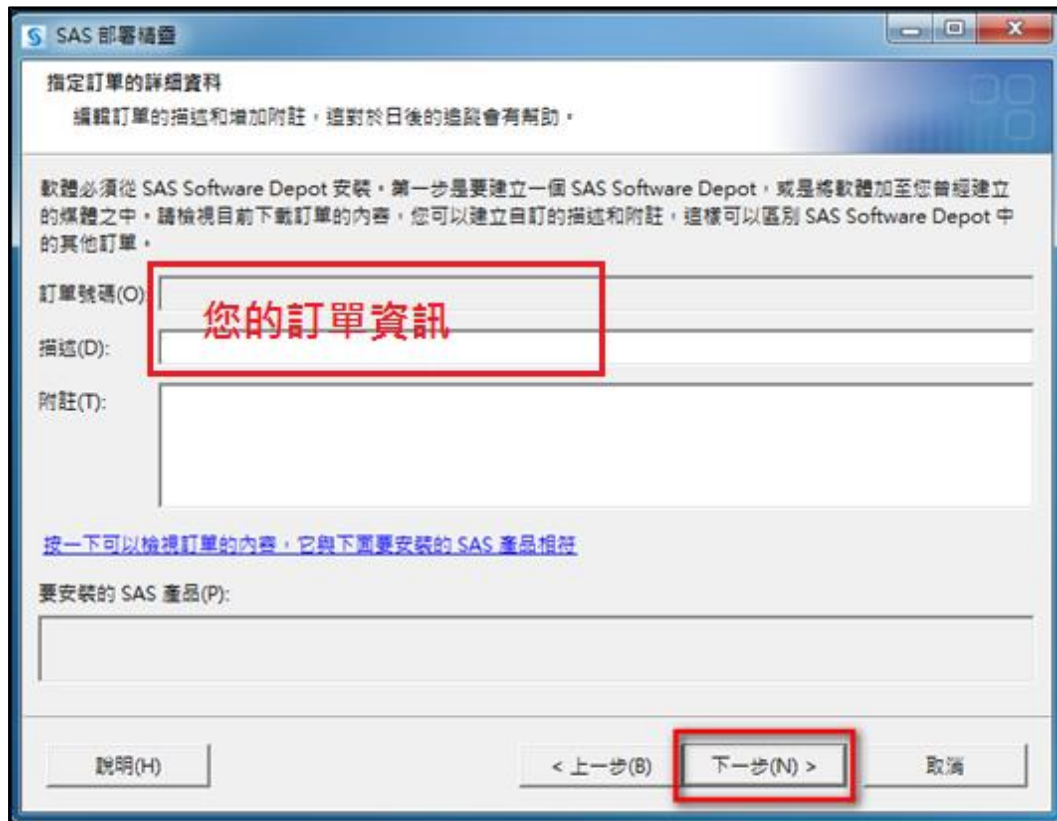 SAS 部署精靈
指定訂單的詳細資料
編輯訂單的描述和增加附註，這對於日後的追蹤會有幫助。
軟體必須從 SAS Software Depot 安裝。第一步是要建立一個 SAS Software Depot，或是將軟體加至您曾經建立
的媒體之中。請檢視目前下載訂單的內容，您可以建立自訂的描述和附註，這樣可以區別 SAS Software Depot 中
的其他訂單。
訂單號碼(O):
您的訂單資訊
描述(D):
附註(T):
按一下可以檢視訂單的內容，它與下面要安裝的 SAS 產品相符
要安裝的 SAS 產品(P):
說明(H) < 上一步(B) 下一步(N) > 取消